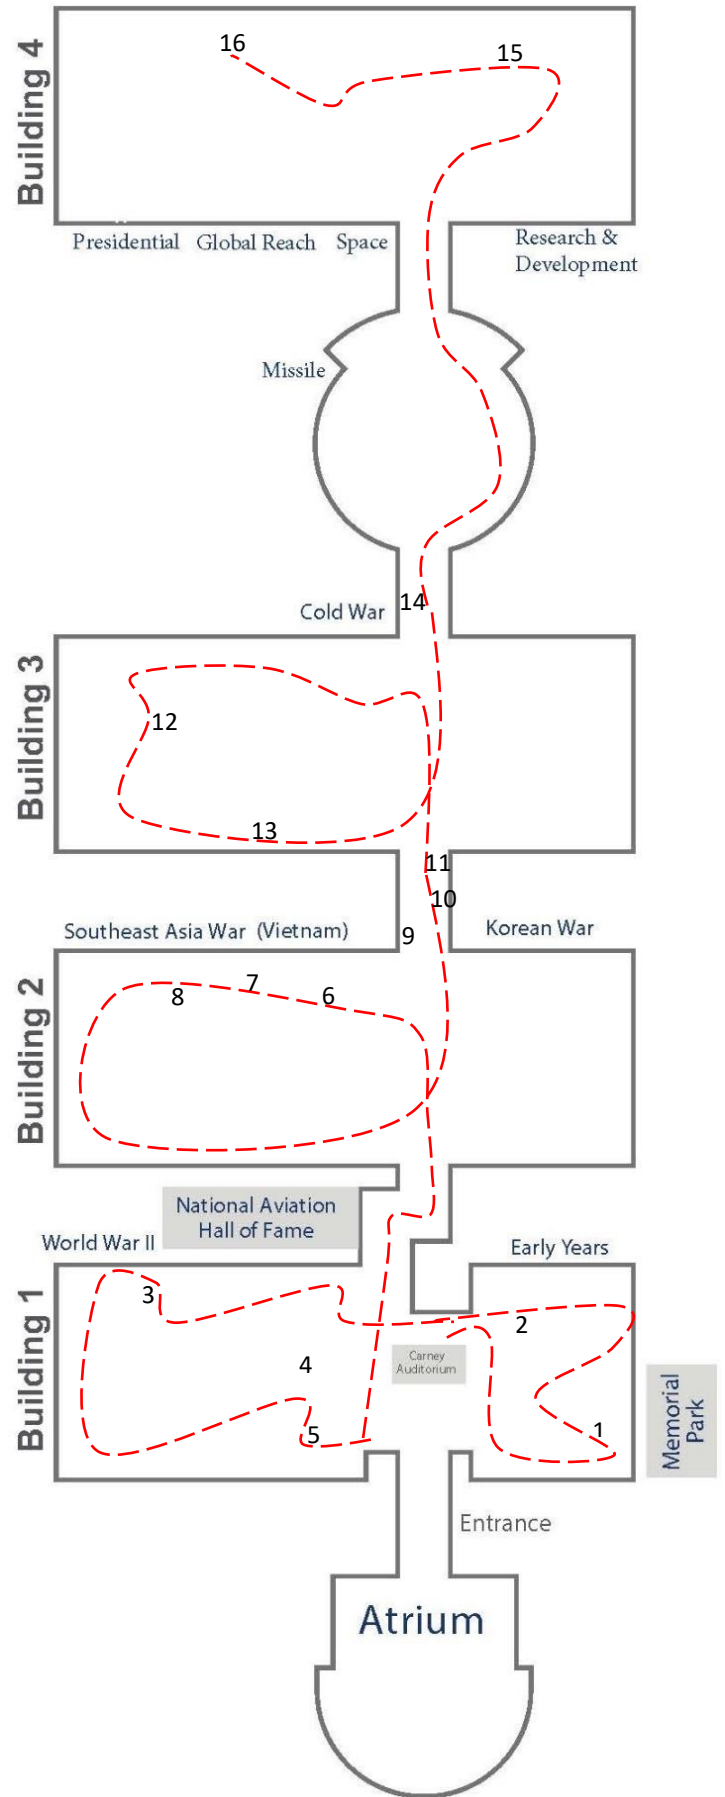 Building 4
16
15
Presidential
Global Reach
Space
Research &
Development
Missile
Cold War
14
Building 3
12
13
11
10
9
Southeast Asia War (Vietnam)
Korean War
Building 2
8
7
6
National Aviation
Hall of Fame
World War II
Early Years
Building 1
3
2
4
Carney
Auditorium
5
1
Memorial
Park
Entrance
Atrium